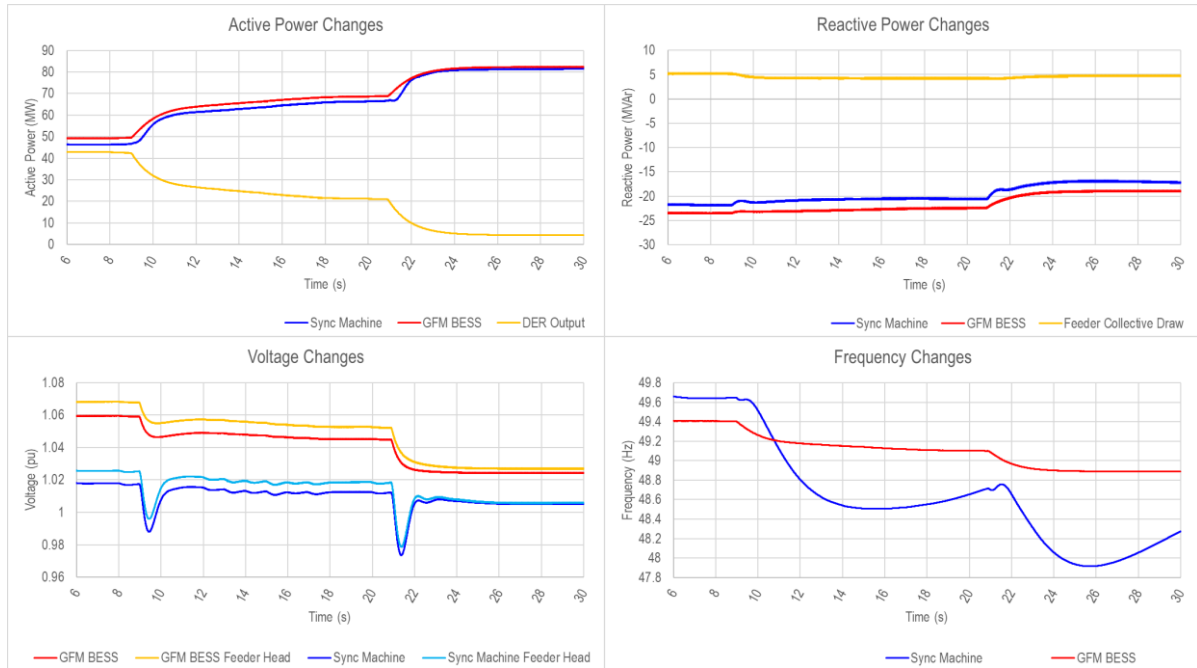 Active Power Changes
Active Power (MW)
90
80
70
60
50
40
30
20
10
0
6 8 10 12 14 16 18 20 22 24 26 28 30
Time (s)
Sync Machine GFM BESS DER Output
Reactive Power Changes
Reactive Power (MVAr)
10
5
0
-5
-10
-15
-20
-25
-30
6 8 10 12 14 16 18 20 22 24 26 28 30
Time (s)
Sync Machine GFM BESS Feeder Collective Draw
Voltage Changes
Voltage (pu)
1.08
1.06
1.04
1.02
1
0.98
0.96
6 8 10 12 14 16 18 20 22 24 26 28 30
Time (s)
GFM BESS GFM BESS Feeder Head Sync Machine Sync Machine Feeder Head
Frequency Changes
Frequency (Hz)
49.8
49.6
49.4
49.2
49
48.8
48.6
48.4
48.2
48
47.8
6 8 10 12 14 16 18 20 22 24 26 28 30
Time (s)
Sync Machine GFM BESS